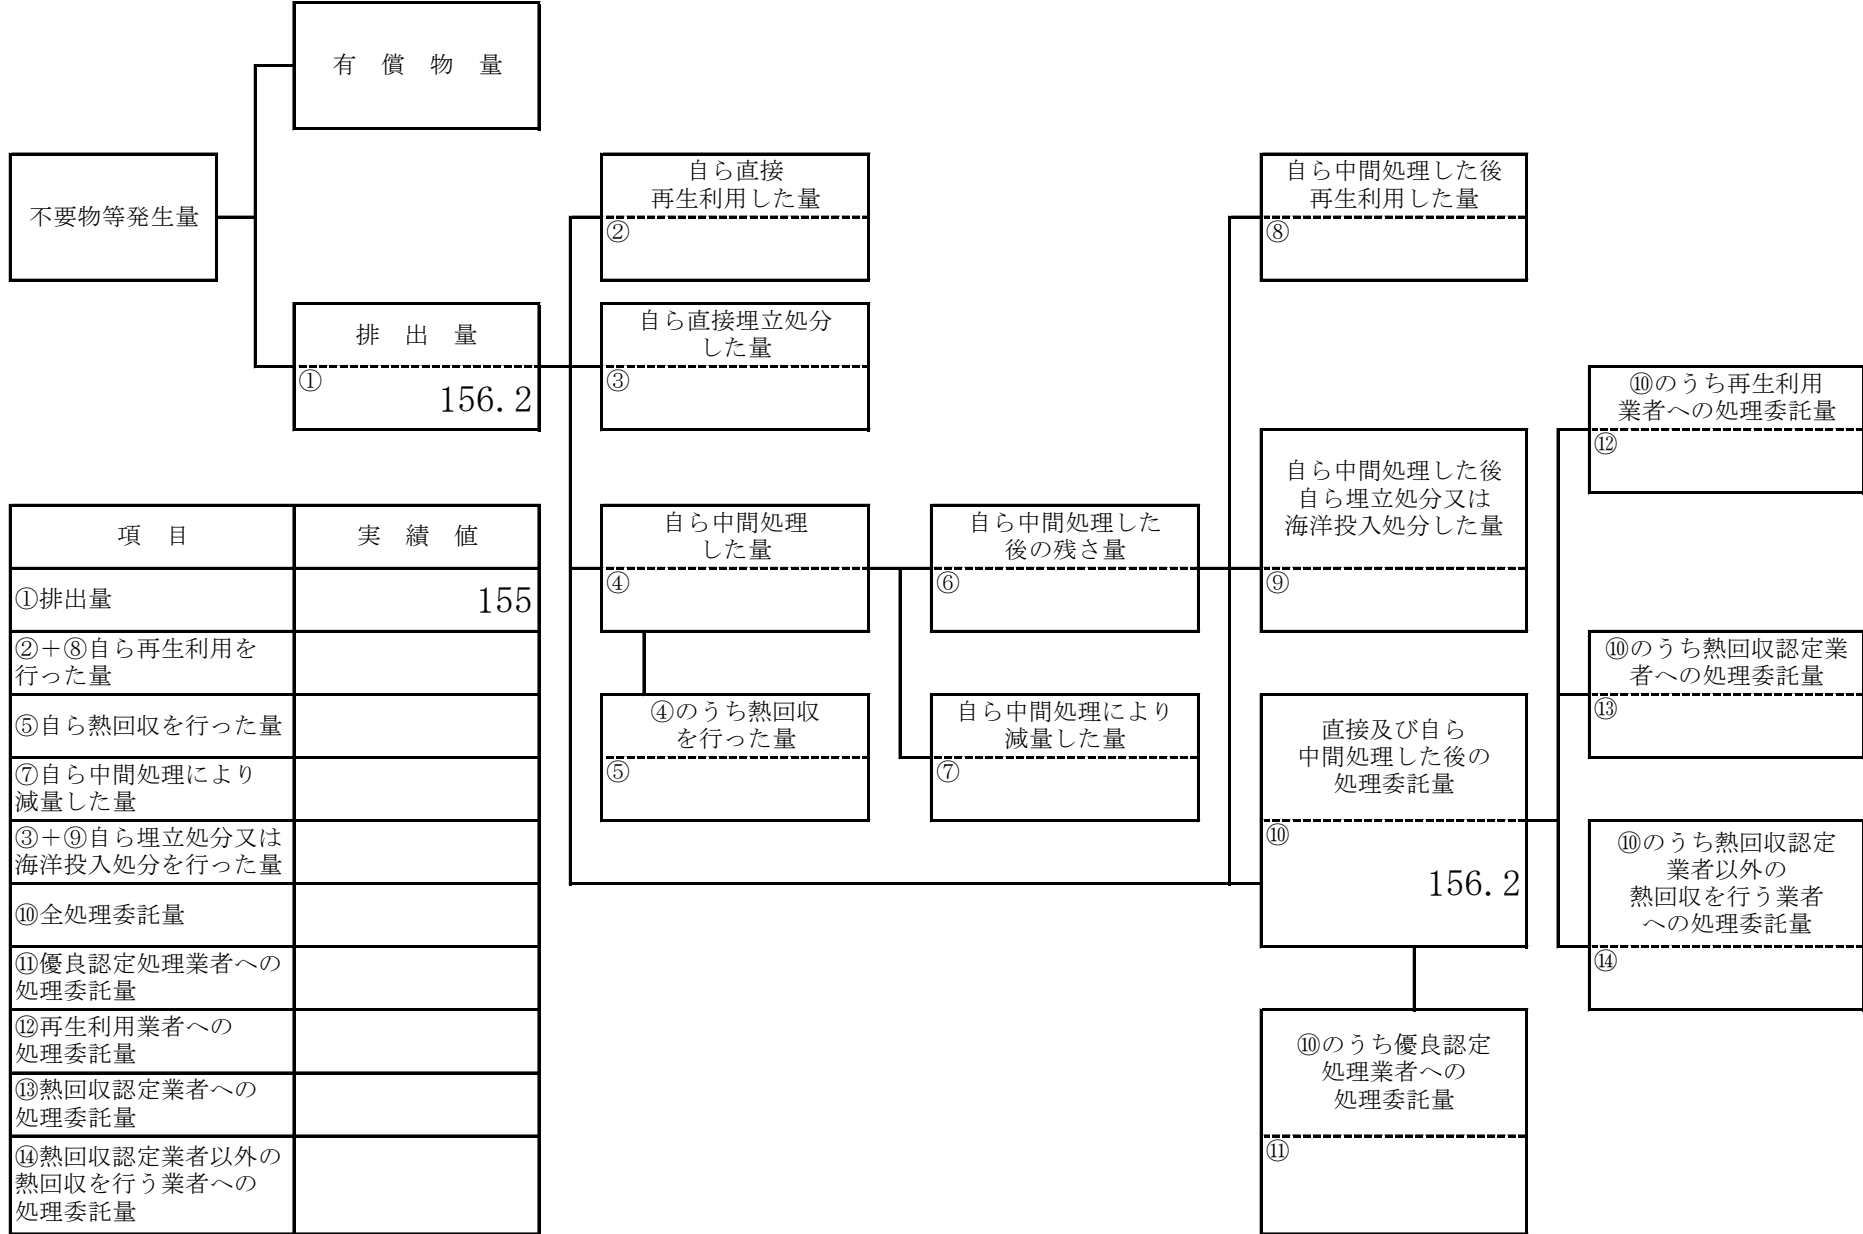 有　償　物　量
不要物等発生量
排　出　量
①
156.2
自ら直接
再生利用した量
②
自ら直接埋立処分
した量
③
自ら中間処理
した量
④
④のうち熱回収
を行った量
⑤
自ら中間処理した
後の残さ量
⑥
自ら中間処理により
減量した量
⑦
自ら中間処理した後
再生利用した量
⑧
自ら中間処理した後
自ら埋立処分又は
海洋投入処分した量
⑨
直接及び自ら
中間処理した後の
処理委託量
⑩
156.2
⑩のうち優良認定
処理業者への
処理委託量
⑪
⑩のうち再生利用
業者への処理委託量
⑫
⑩のうち熱回収認定業
者への処理委託量
⑬
⑩のうち熱回収認定
業者以外の
熱回収を行う業者
への処理委託量
⑭
項　目
実　績　値
①排出量
155
②＋⑧自ら再生利用を
行った量
⑤自ら熱回収を行った量
⑦自ら中間処理により
減量した量
③＋⑨自ら埋立処分又は
海洋投入処分を行った量
⑩全処理委託量
⑪優良認定処理業者への
処理委託量
⑫再生利用業者への
処理委託量
⑬熱回収認定業者への
処理委託量
⑭熱回収認定業者以外の
熱回収を行う業者への
処理委託量